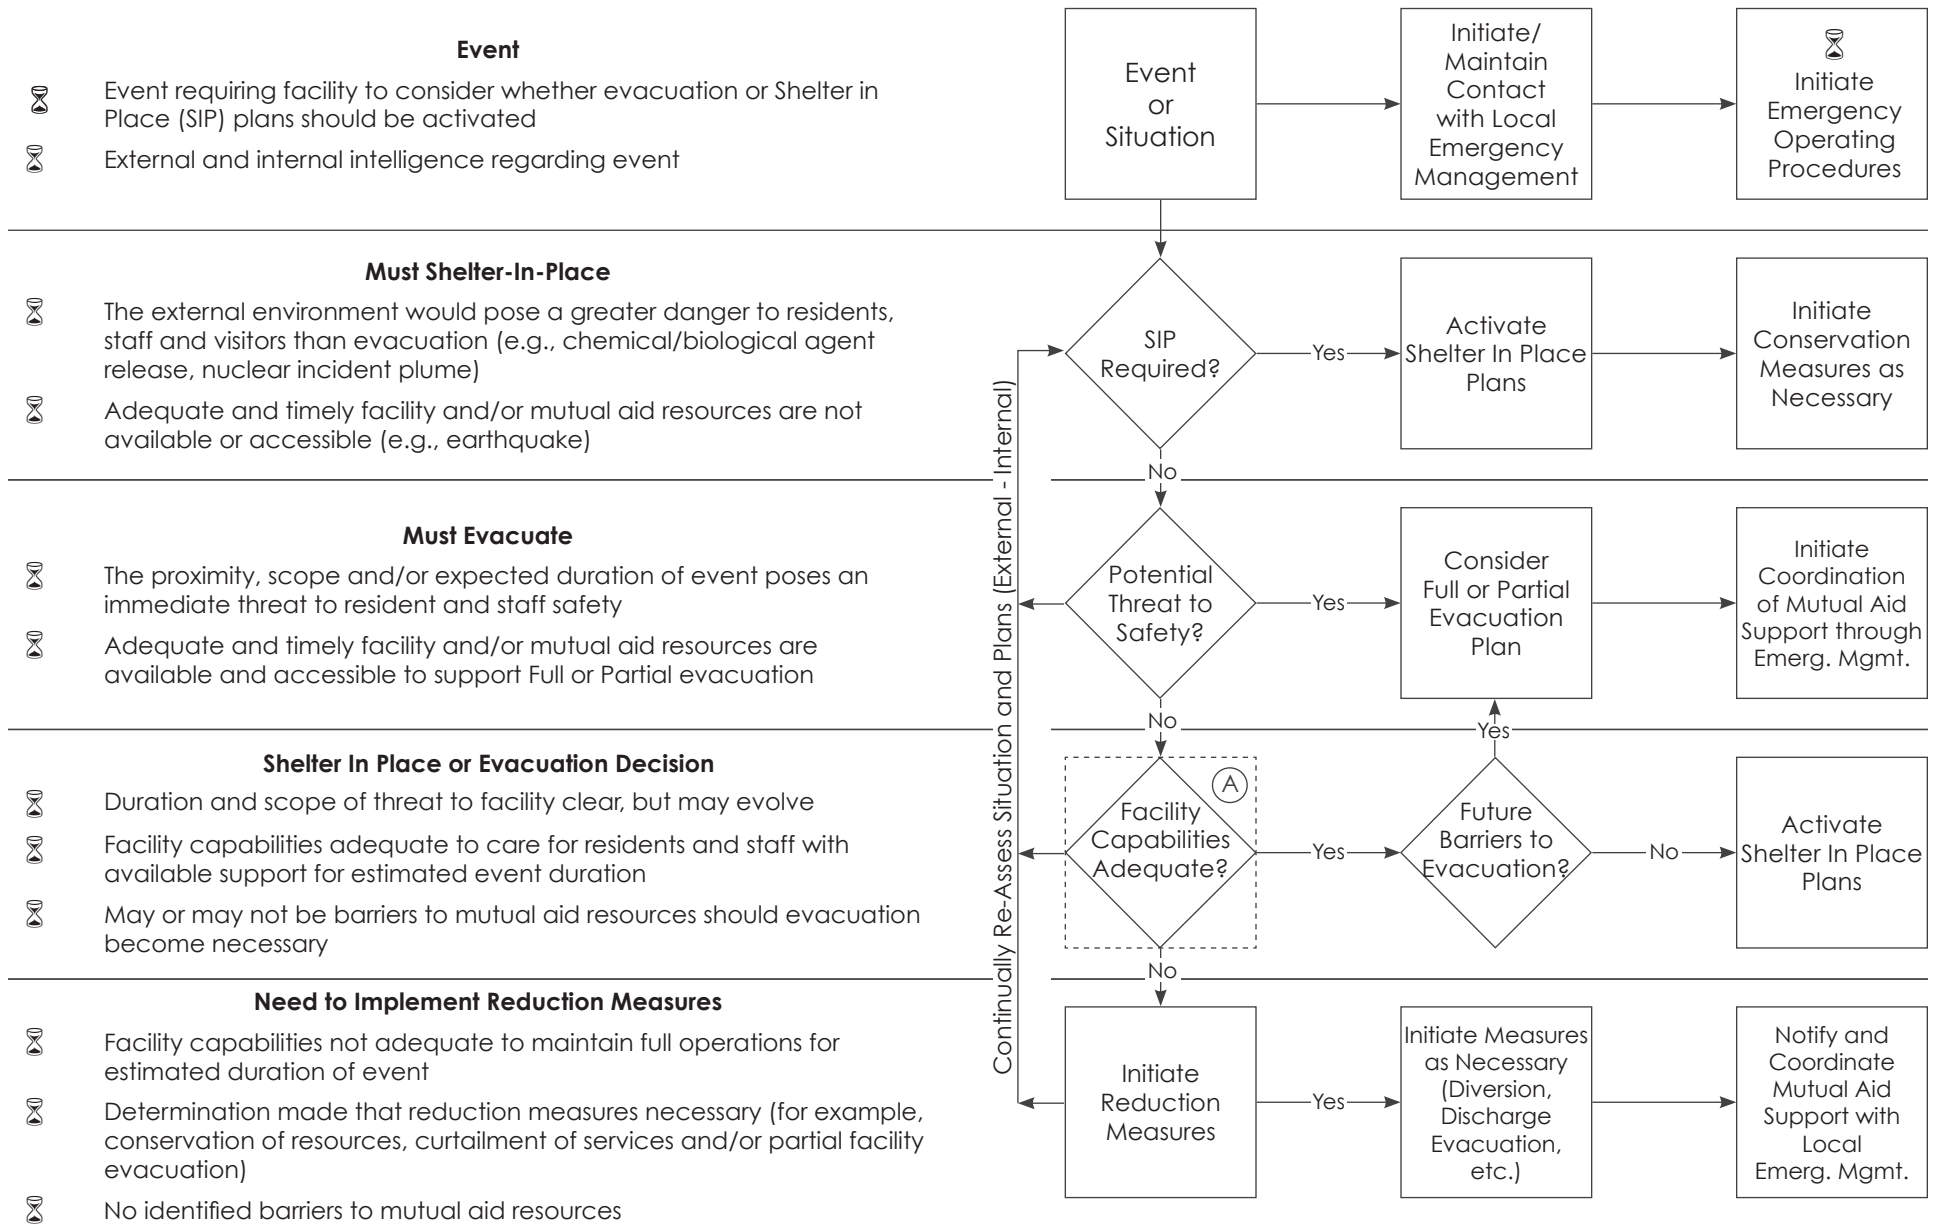 Event
Event requiring facility to consider whether evacuation or Shelter in
Place (SIP) plans should be activated
External and internal intelligence regarding event
Event
or
Situation
Initiate/
Maintain
Contact
with Local
Emergency
Management
Initiate
Emergency
Operating
Procedures
Must Shelter-In-Place
The external environment would pose a greater danger to residents,
staff and visitors than evacuation (e.g., chemical/biological agent
release, nuclear incident plume)
Adequate and timely facility and/or mutual aid resources are not
available or accessible (e.g., earthquake)
SIP
Required?
Yes
Activate
Shelter In Place
Plans
Initiate
Conservation
Measures as
Necessary
No
Continually Re-Assess Situation and Plans (External - Internal)
Must Evacuate
The proximity, scope and/or expected duration of event poses an
immediate threat to resident and staff safety
Adequate and timely facility and/or mutual aid resources are
available and accessible to support Full or Partial evacuation
Potential
Threat to
Safety?
Yes
Consider
Full or Partial
Evacuation
Plan
Initiate
Coordination
of Mutual Aid
Support through
Emerg. Mgmt.
No
Yes
Shelter In Place or Evacuation Decision
Duration and scope of threat to facility clear, but may evolve
Facility capabilities adequate to care for residents and staff with
available support for estimated event duration
May or may not be barriers to mutual aid resources should evacuation
become necessary
A
Facility
Capabilities
Adequate?
Yes
Future
Barriers to
Evacuation?
No
Activate
Shelter In Place
Plans
No
Need to Implement Reduction Measures
Facility capabilities not adequate to maintain full operations for
estimated duration of event
Determination made that reduction measures necessary (for example,
conservation of resources, curtailment of services and/or partial facility
evacuation)
No identified barriers to mutual aid resources
Initiate
Reduction
Measures
Yes
Initiate Measures
as Necessary
(Diversion,
Discharge
Evacuation,
etc.)
Notify and
Coordinate
Mutual Aid
Support with
Local
Emerg. Mgmt.